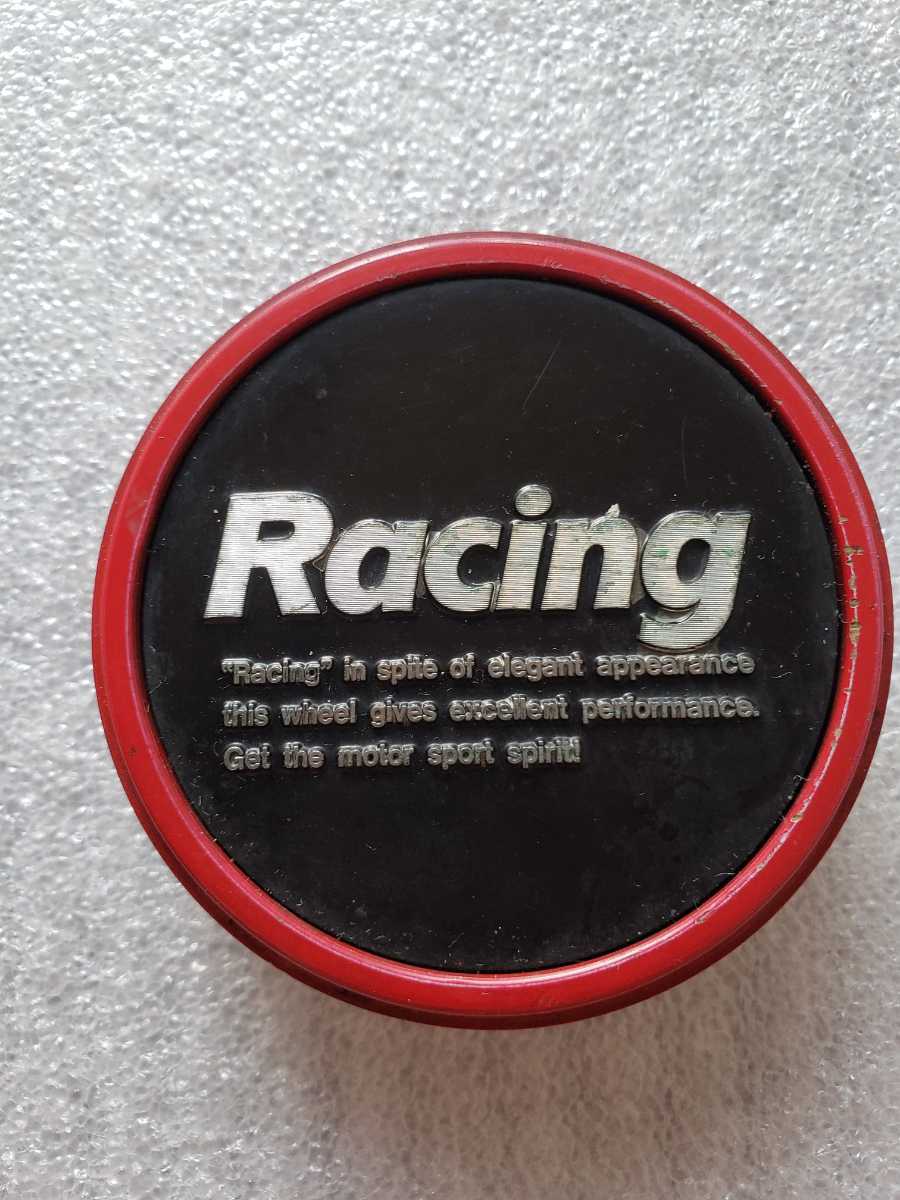 Racing
"Racing" in spite of elegant appearance
this wheel gives excellent performance.
Get the motor sport spirit!